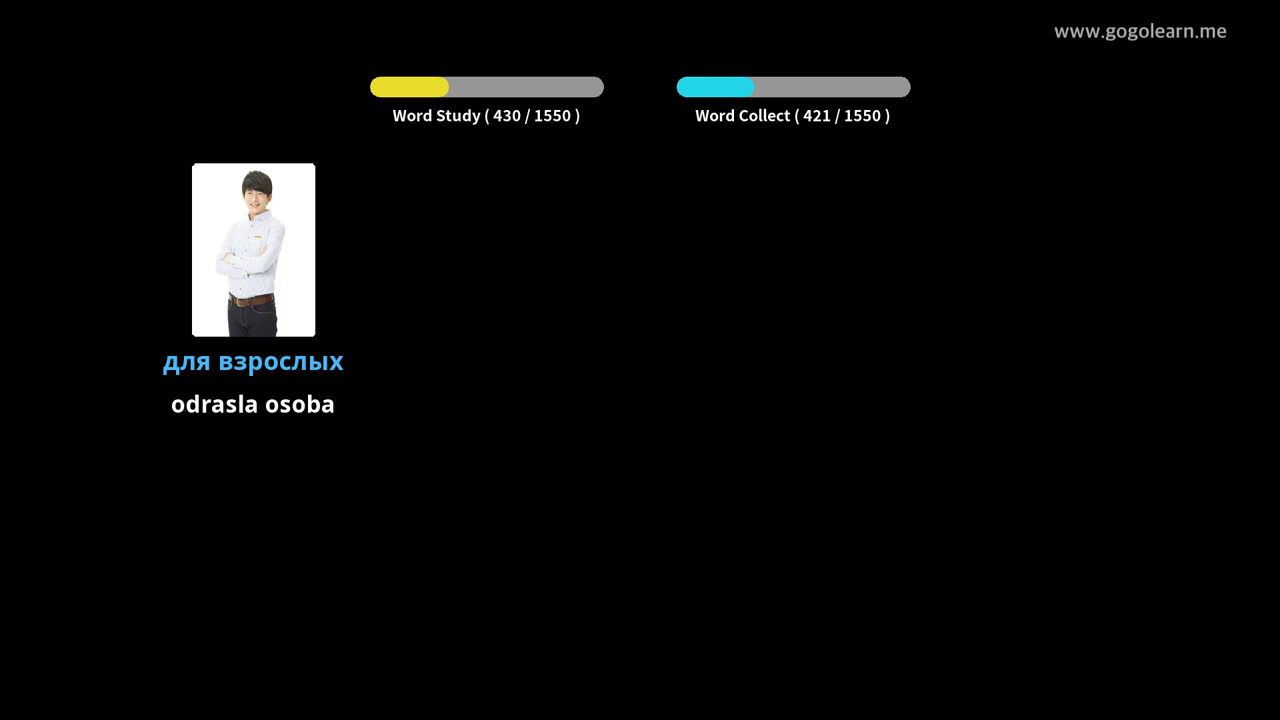 www.gogolearn.me
Word Study ( 430 / 1550 )
Word Collect ( 421 / 1550 )
для взрослых
odrasla osoba